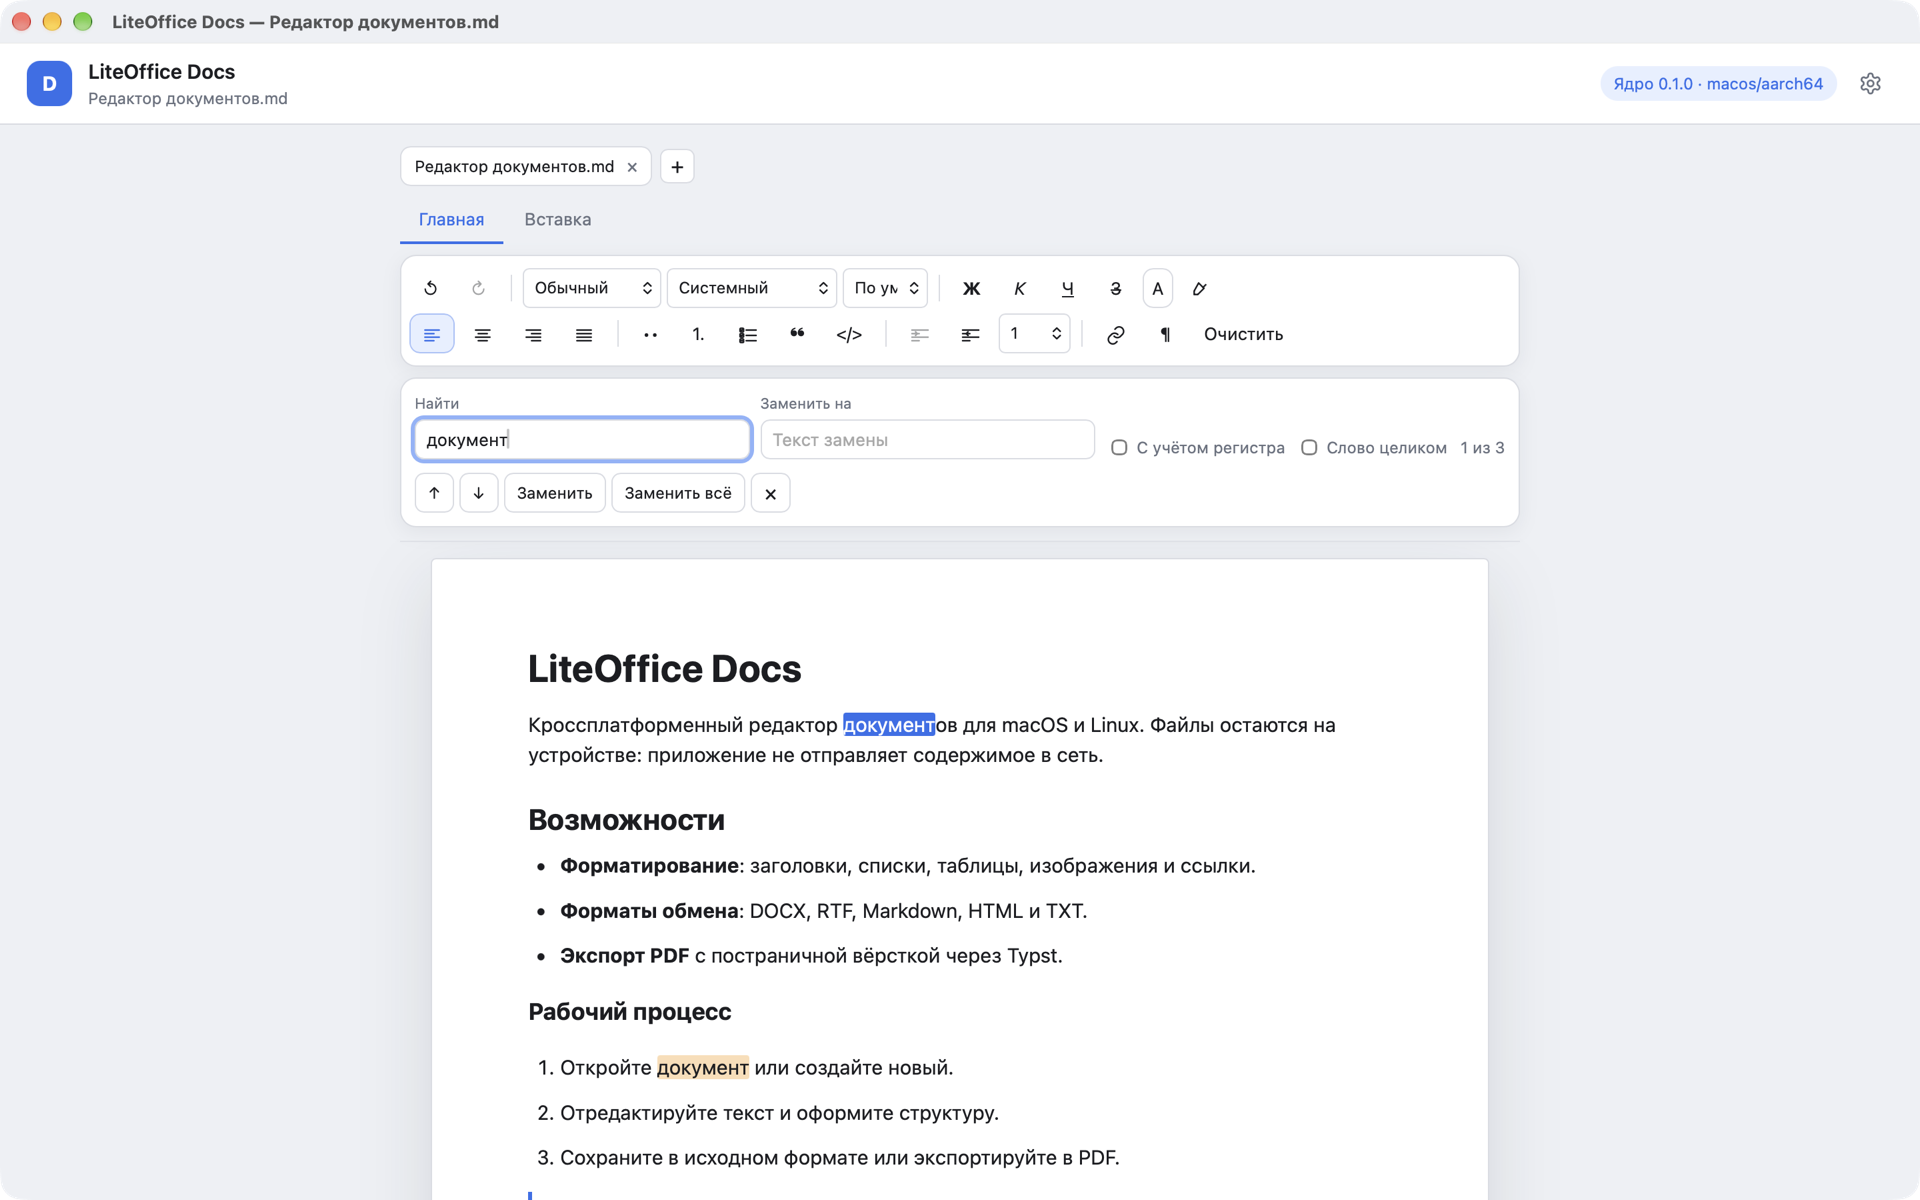 LiteOffice Docs — Редактор документов.md
D
LiteOffice Docs
Редактор документов.md
Ядро 0.1.0 · macos/aarch64
Редактор документов.md × +
Главная Вставка
Обычный Системный По ум Ж К Ч З А
1. ❝ </> 1 ¶ Очистить
Найти Заменить на
документ Текст замены С учётом регистра Слово целиком 1 из 3
↑ ↓ Заменить Заменить всё ×
LiteOffice Docs
Кроссплатформенный редактор документов для macOS и Linux. Файлы остаются на
устройстве: приложение не отправляет содержимое в сеть.
Возможности
• Форматирование: заголовки, списки, таблицы, изображения и ссылки.
• Форматы обмена: DOCX, RTF, Markdown, HTML и TXT.
• Экспорт PDF с постраничной вёрсткой через Typst.
Рабочий процесс
1. Откройте документ или создайте новый.
2. Отредактируйте текст и оформите структуру.
3. Сохраните в исходном формате или экспортируйте в PDF.